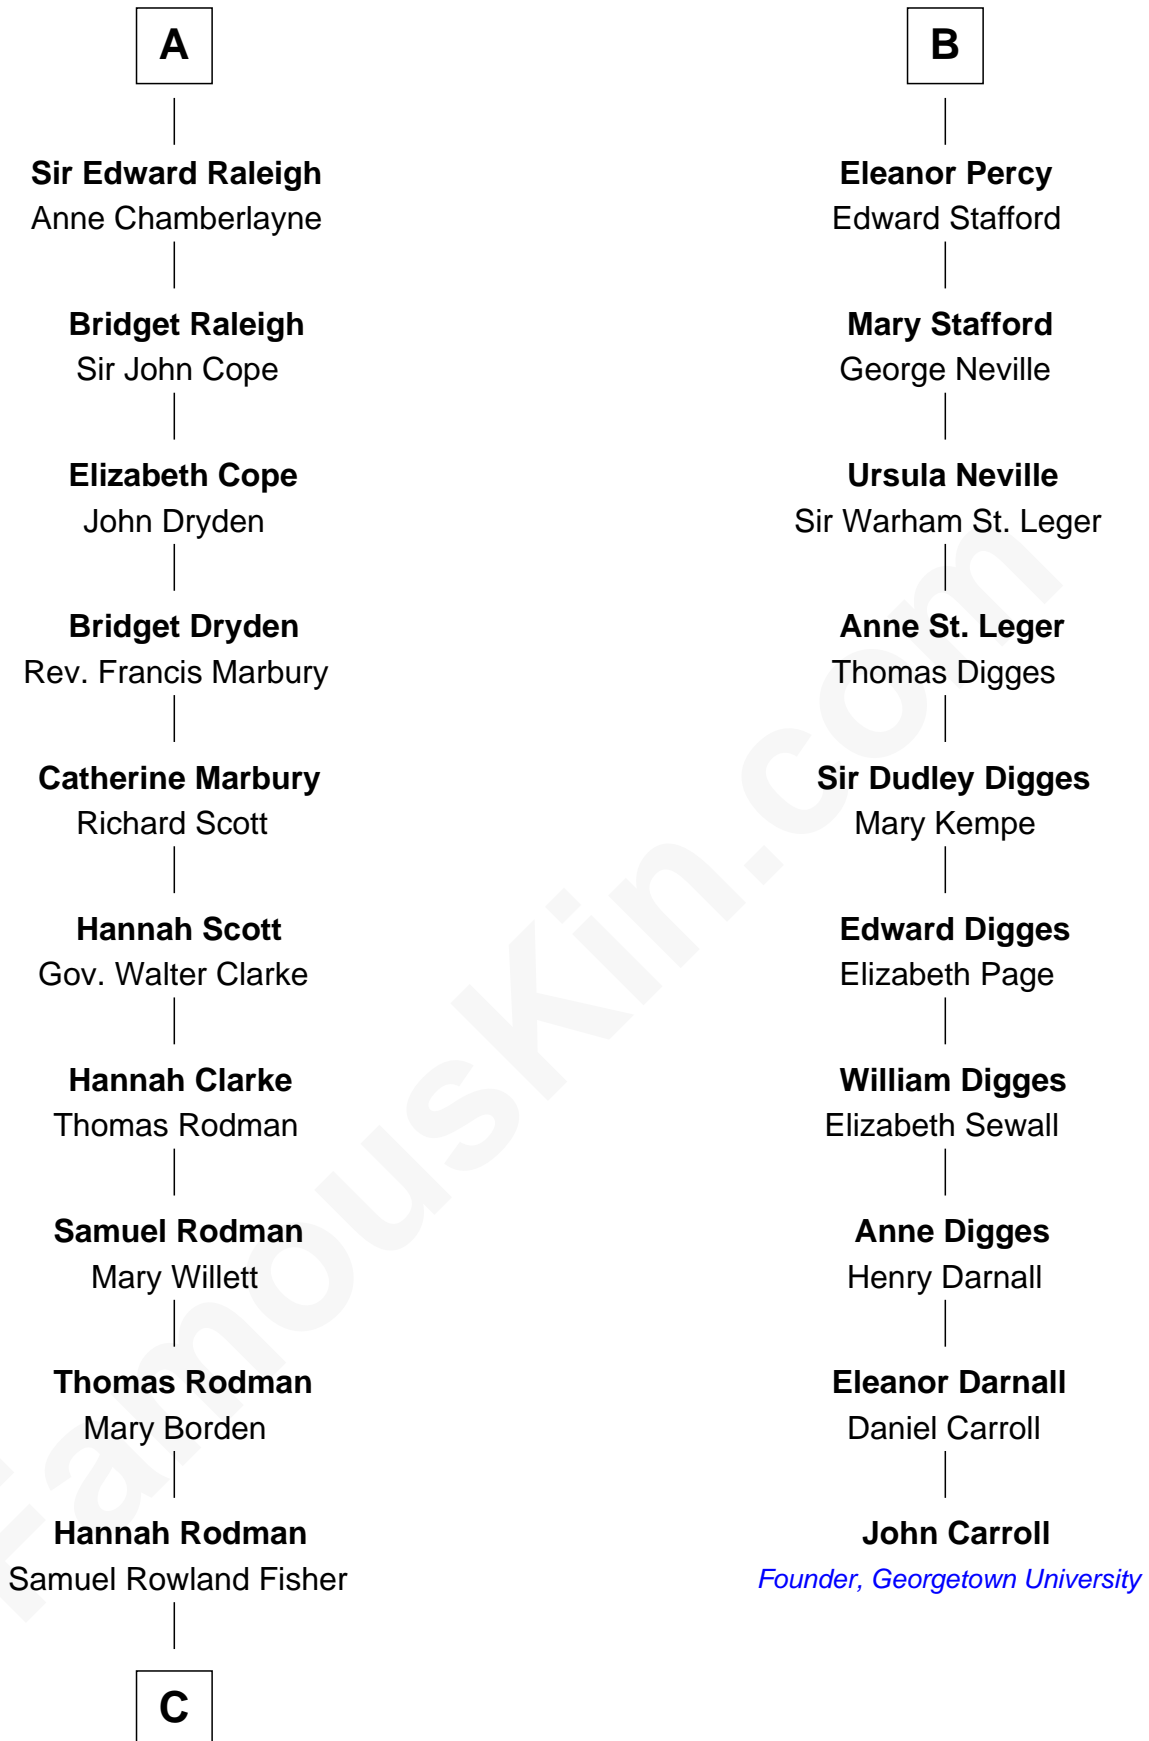 A
Sir Edward Raleigh
Anne Chamberlayne
Bridget Raleigh
Sir John Cope
Elizabeth Cope
John Dryden
Bridget Dryden
Rev. Francis Marbury
Catherine Marbury
Richard Scott
Hannah Scott
Gov. Walter Clarke
Hannah Clarke
Thomas Rodman
Samuel Rodman
Mary Willett
Thomas Rodman
Mary Borden
Hannah Rodman
Samuel Rowland Fisher
C
B
Eleanor Percy
Edward Stafford
Mary Stafford
George Neville
Ursula Neville
Sir Warham St. Leger
Anne St. Leger
Thomas Digges
Sir Dudley Digges
Mary Kempe
Edward Digges
Elizabeth Page
William Digges
Elizabeth Sewall
Anne Digges
Henry Darnall
Eleanor Darnall
Daniel Carroll
John Carroll
Founder, Georgetown University
FamousKin.com